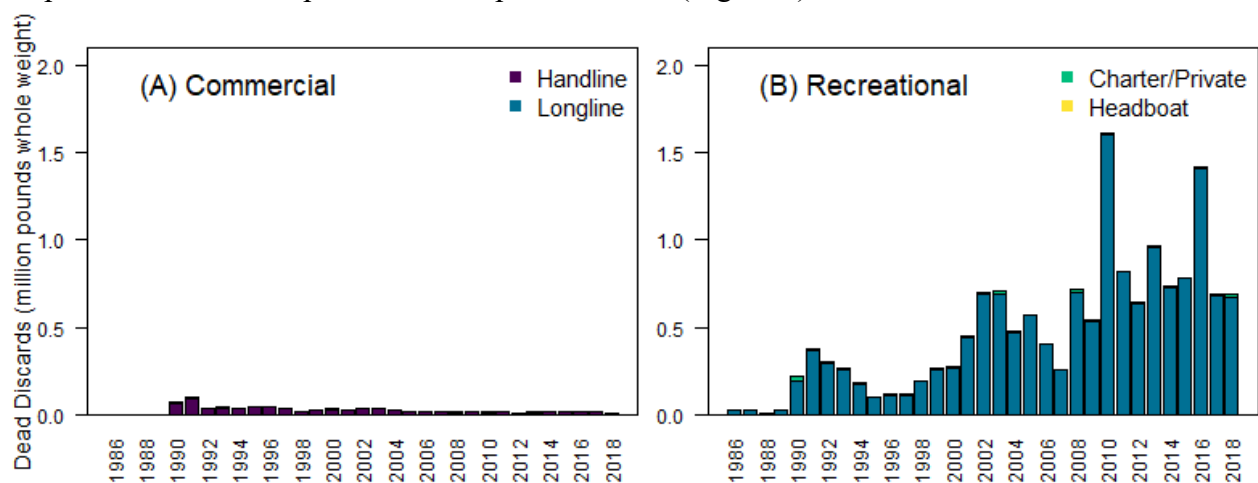 Dead Discards (million pounds whole weight)
(A) Commercial
Handline
Longline
2.0
1.5
1.0
0.5
0.0
1986 1988 1990 1992 1994 1996 1998 2000 2002 2004 2006 2008 2010 2012 2014 2016 2018
(B) Recreational
Charter/Private
Headboat
2.0
1.5
1.0
0.5
0.0
1986 1988 1990 1992 1994 1996 1998 2000 2002 2004 2006 2008 2010 2012 2014 2016 2018